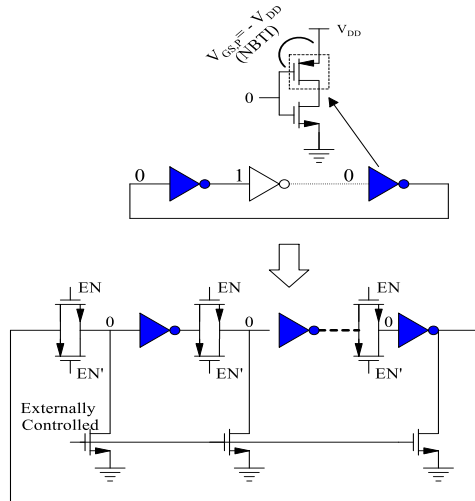 V_GS,P = - V_DD
(NBTI)
V_DD
0
0 1 0
EN EN EN
0 0 0
EN' EN' EN'
Externally
Controlled